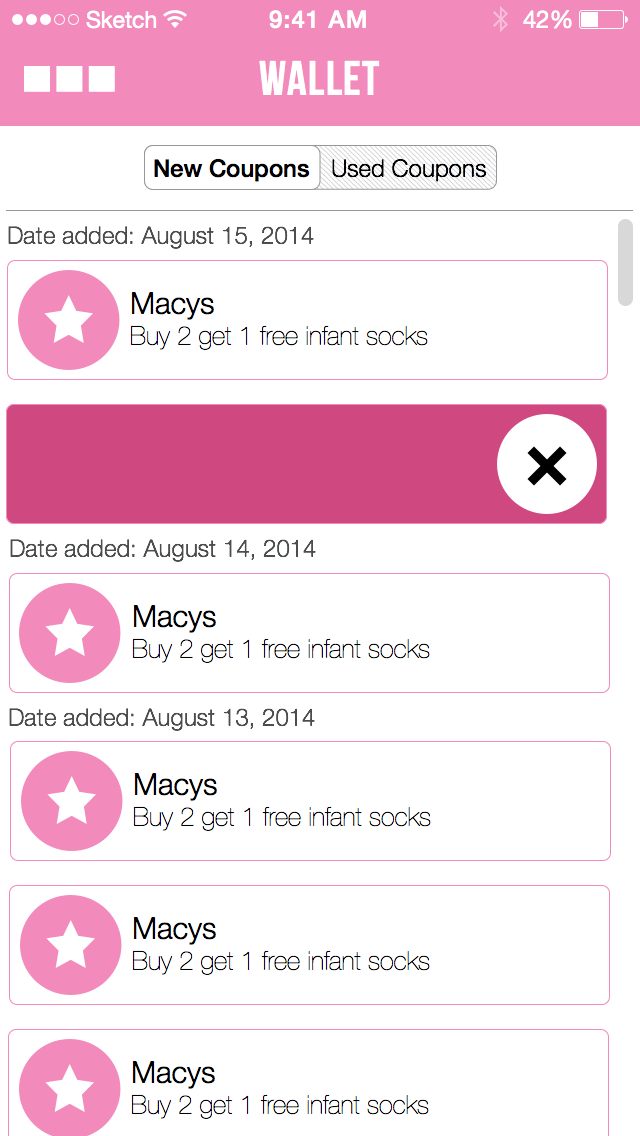 Sketch 9:41 AM 42%
WALLET
New Coupons Used Coupons
Date added: August 15, 2014
Macys
Buy 2 get 1 free infant socks
Date added: August 14, 2014
Macys
Buy 2 get 1 free infant socks
Date added: August 13, 2014
Macys
Buy 2 get 1 free infant socks
Macys
Buy 2 get 1 free infant socks
Macys
Buy 2 get 1 free infant socks